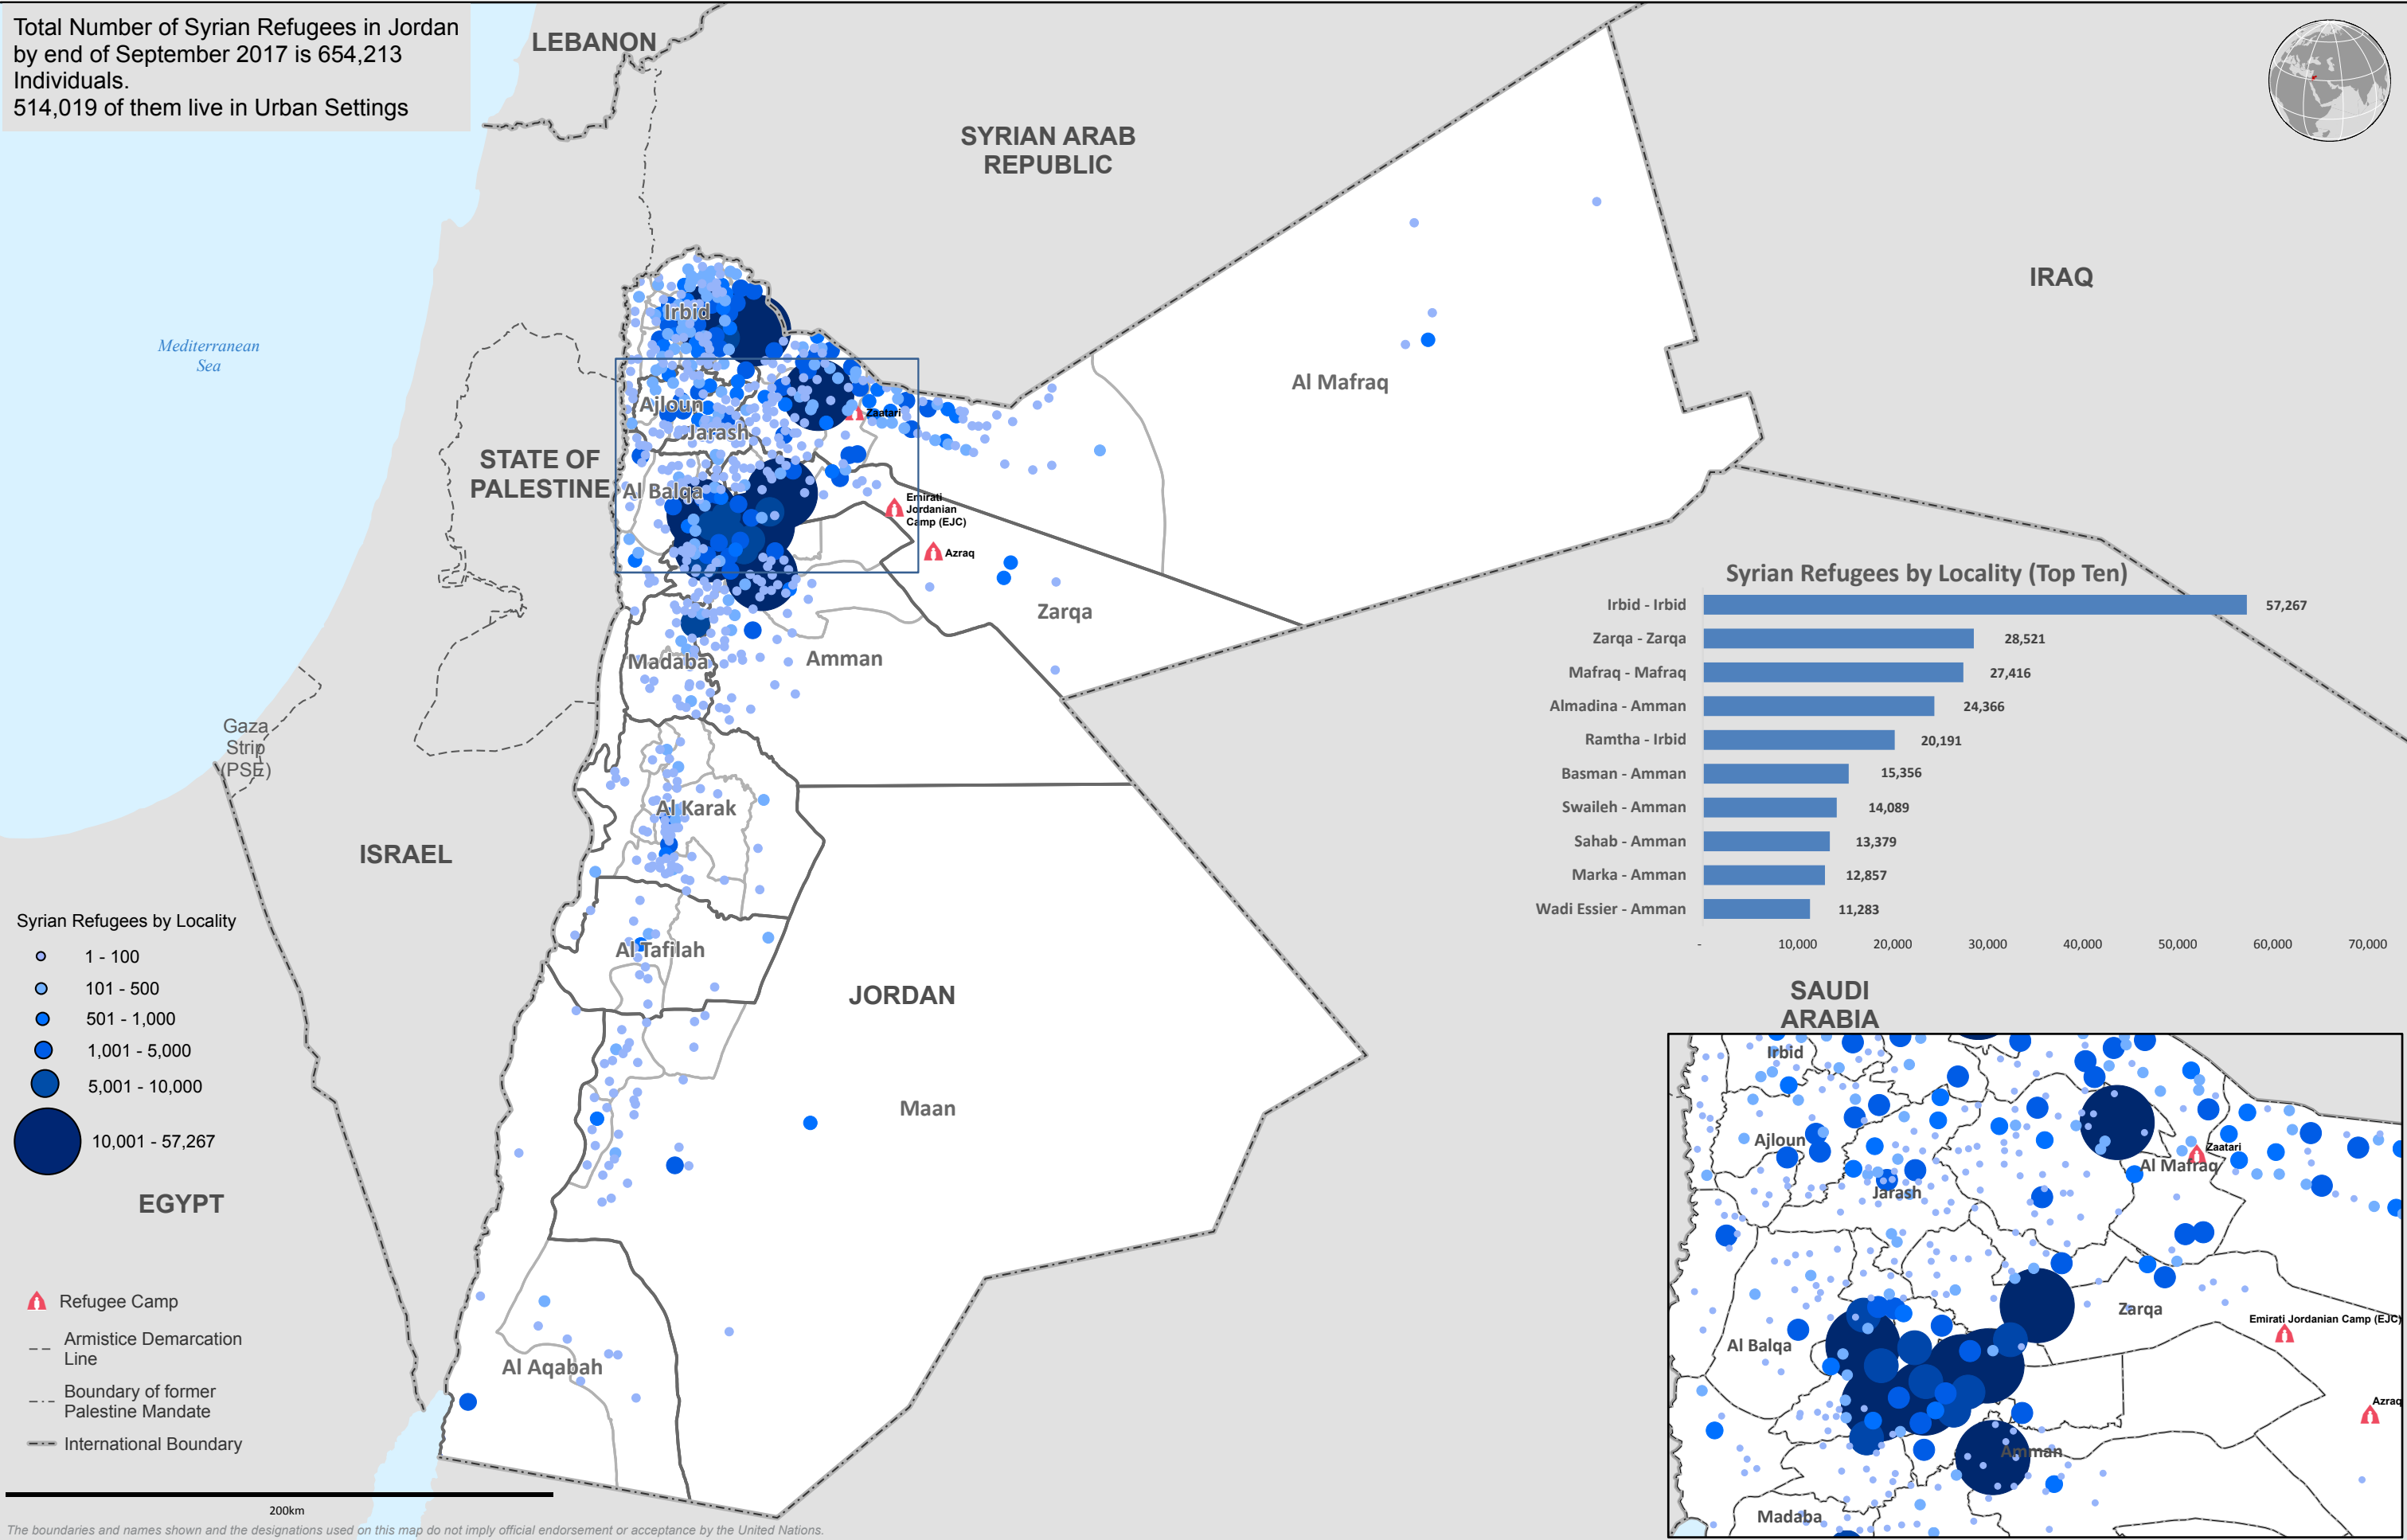 Total Number of Syrian Refugees in Jordan
by end of September 2017 is 654,213
Individuals.
514,019 of them live in Urban Settings
LEBANON
SYRIAN ARAB
REPUBLIC
IRAQ
Mediterranean
Sea
Irbid
Al Mafraq
Ajloun
Zaatari
Jarash
STATE OF
PALESTINE
Al Balqa
Emirati
Jordanian
Camp (EJC)
Azraq
Zarqa
Madaba
Amman
Gaza
Strip
(PSE)
Al Karak
ISRAEL
Al Tafilah
JORDAN
Maan
EGYPT
Al Aqabah
SAUDI
ARABIA
Syrian Refugees by Locality (Top Ten)
Irbid - Irbid 57,267
Zarqa - Zarqa 28,521
Mafraq - Mafraq 27,416
Almadina - Amman 24,366
Ramtha - Irbid 20,191
Basman - Amman 15,356
Swaileh - Amman 14,089
Sahab - Amman 13,379
Marka - Amman 12,857
Wadi Essier - Amman 11,283
- 10,000 20,000 30,000 40,000 50,000 60,000 70,000
Syrian Refugees by Locality
1 - 100
101 - 500
501 - 1,000
1,001 - 5,000
5,001 - 10,000
10,001 - 57,267
Refugee Camp
Armistice Demarcation
Line
Boundary of former
Palestine Mandate
International Boundary
200km
Irbid
Ajloun
Zaatari
Al Mafraq
Jarash
Zarqa
Emirati Jordanian Camp (EJC)
Al Balqa
Azraq
Amman
Madaba
The boundaries and names shown and the designations used on this map do not imply official endorsement or acceptance by the United Nations.